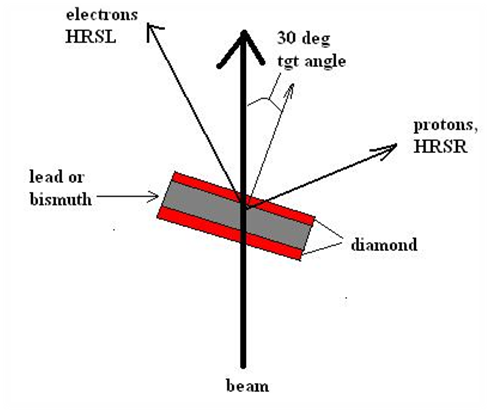 electrons
HRSL
30 deg
tgt angle
protons,
HRSR
lead or
bismuth
diamond
beam